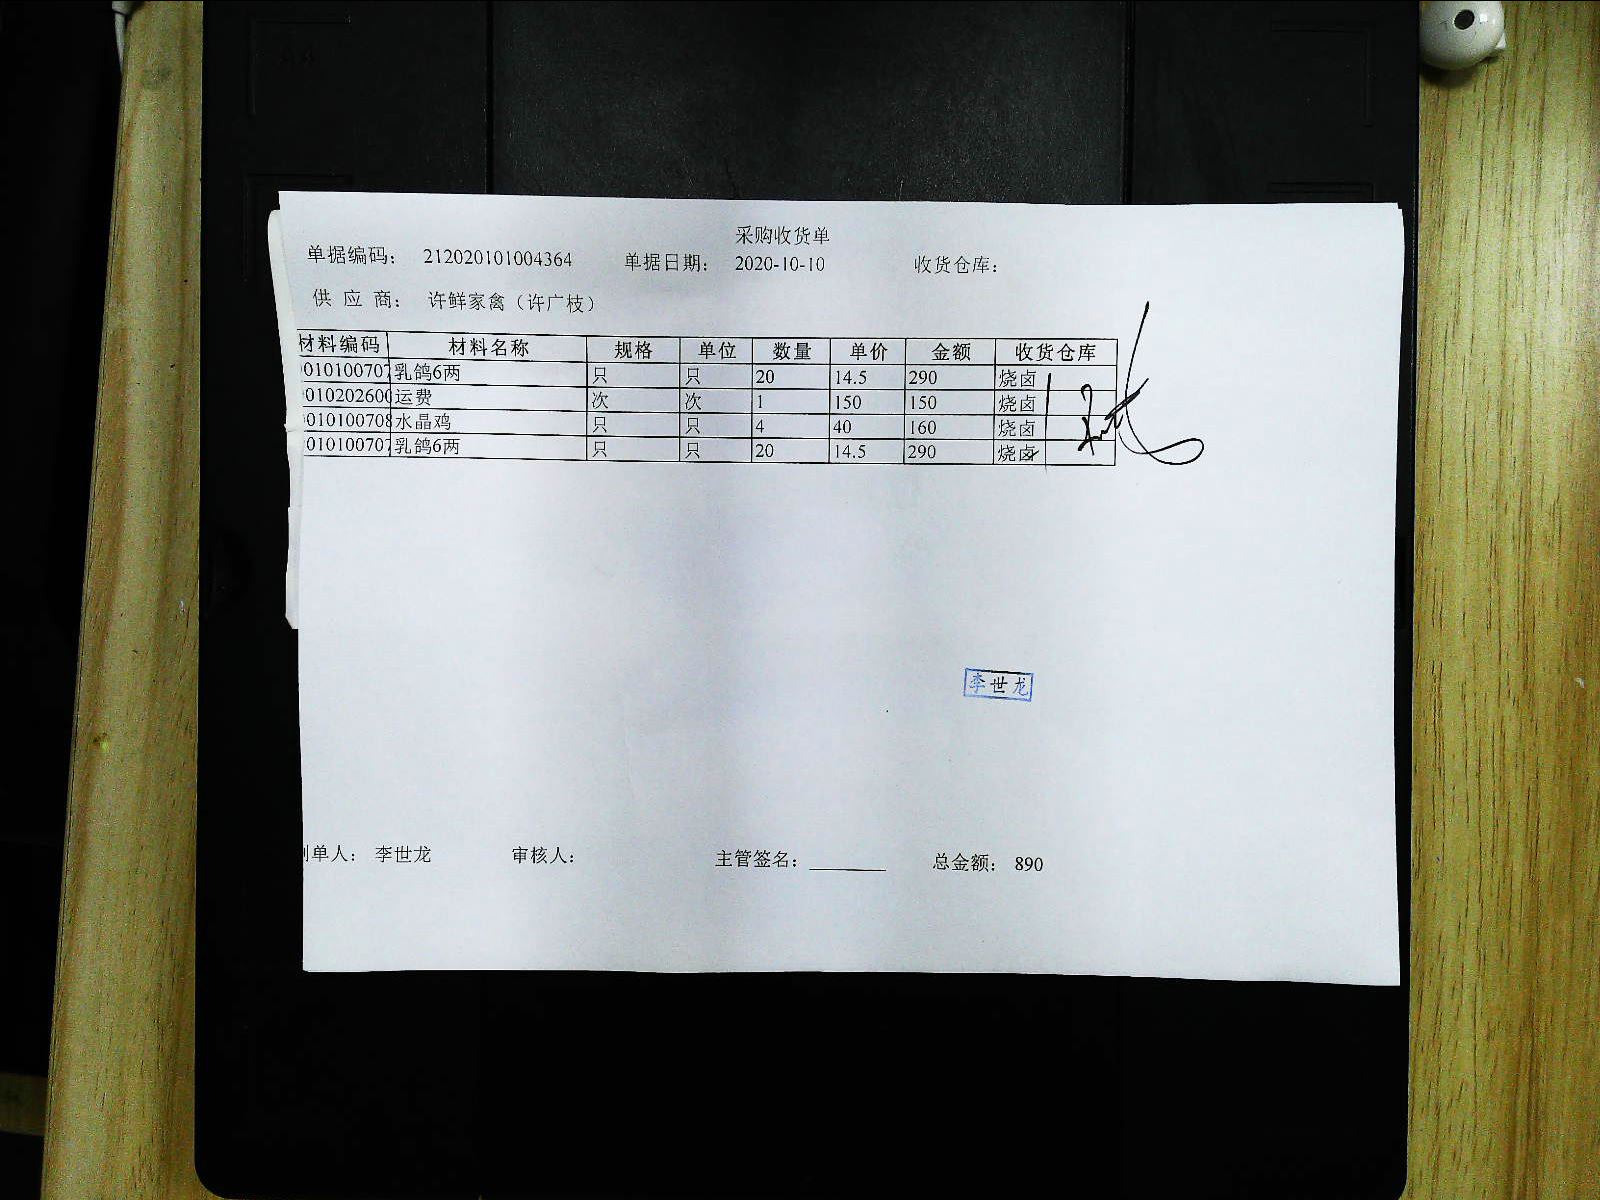 采购收货单
单据编码： 212020101004364 单据日期： 2020-10-10 收货仓库：
供 应 商： 许鲜家禽（许广枝）
材料编码 材料名称 规格 单位 数量 单价 金额 收货仓库
010100707 乳鸽6两 只 只 20 14.5 290 烧卤
010202600 运费 次 次 1 150 150 烧卤
010100708 水晶鸡 只 只 4 40 160 烧卤
010100707 乳鸽6两 只 只 20 14.5 290 烧卤
李世龙
制单人： 李世龙 审核人： 主管签名： 总金额： 890